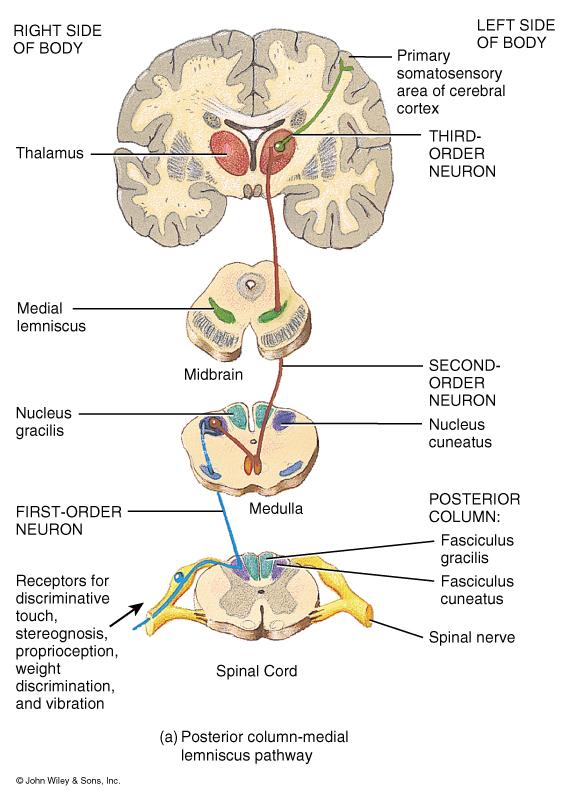 RIGHT SIDE
OF BODY
LEFT SIDE
OF BODY
Primary
somatosensory
area of cerebral
cortex
THIRD-
ORDER
NEURON
Thalamus
Medial
lemniscus
Midbrain
SECOND-
ORDER
NEURON
Nucleus
gracilis
Nucleus
cuneatus
Medulla
FIRST-ORDER
NEURON
POSTERIOR
COLUMN:
Fasciculus
gracilis
Fasciculus
cuneatus
Receptors for
discriminative
touch,
stereognosis,
proprioception,
weight
discrimination,
and vibration
Spinal nerve
Spinal Cord
(a) Posterior column-medial
lemniscus pathway
© John Wiley & Sons, Inc.